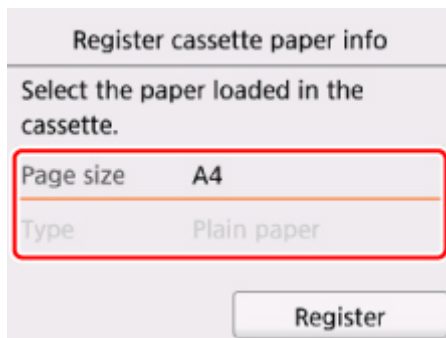 Register cassette paper info
Select the paper loaded in the
cassette.
Page size A4
Type Plain paper
Register